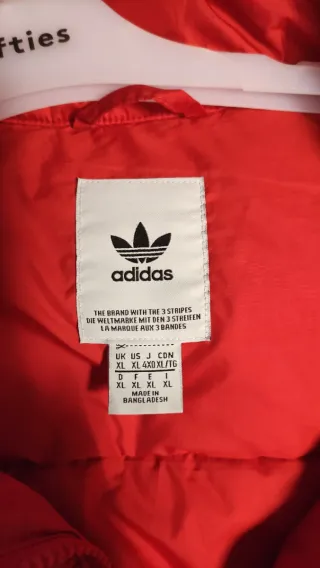 fties
adidas
THE BRAND WITH THE 3 STRIPES
DIE WELTMARKE MIT DEN 3 STREIFEN
LA MARQUE AUX 3 BANDES
UK US J CDN
XL XL 4XO XL/TG
D F E I
XL XL XL XL
MADE IN
BANGLADESH